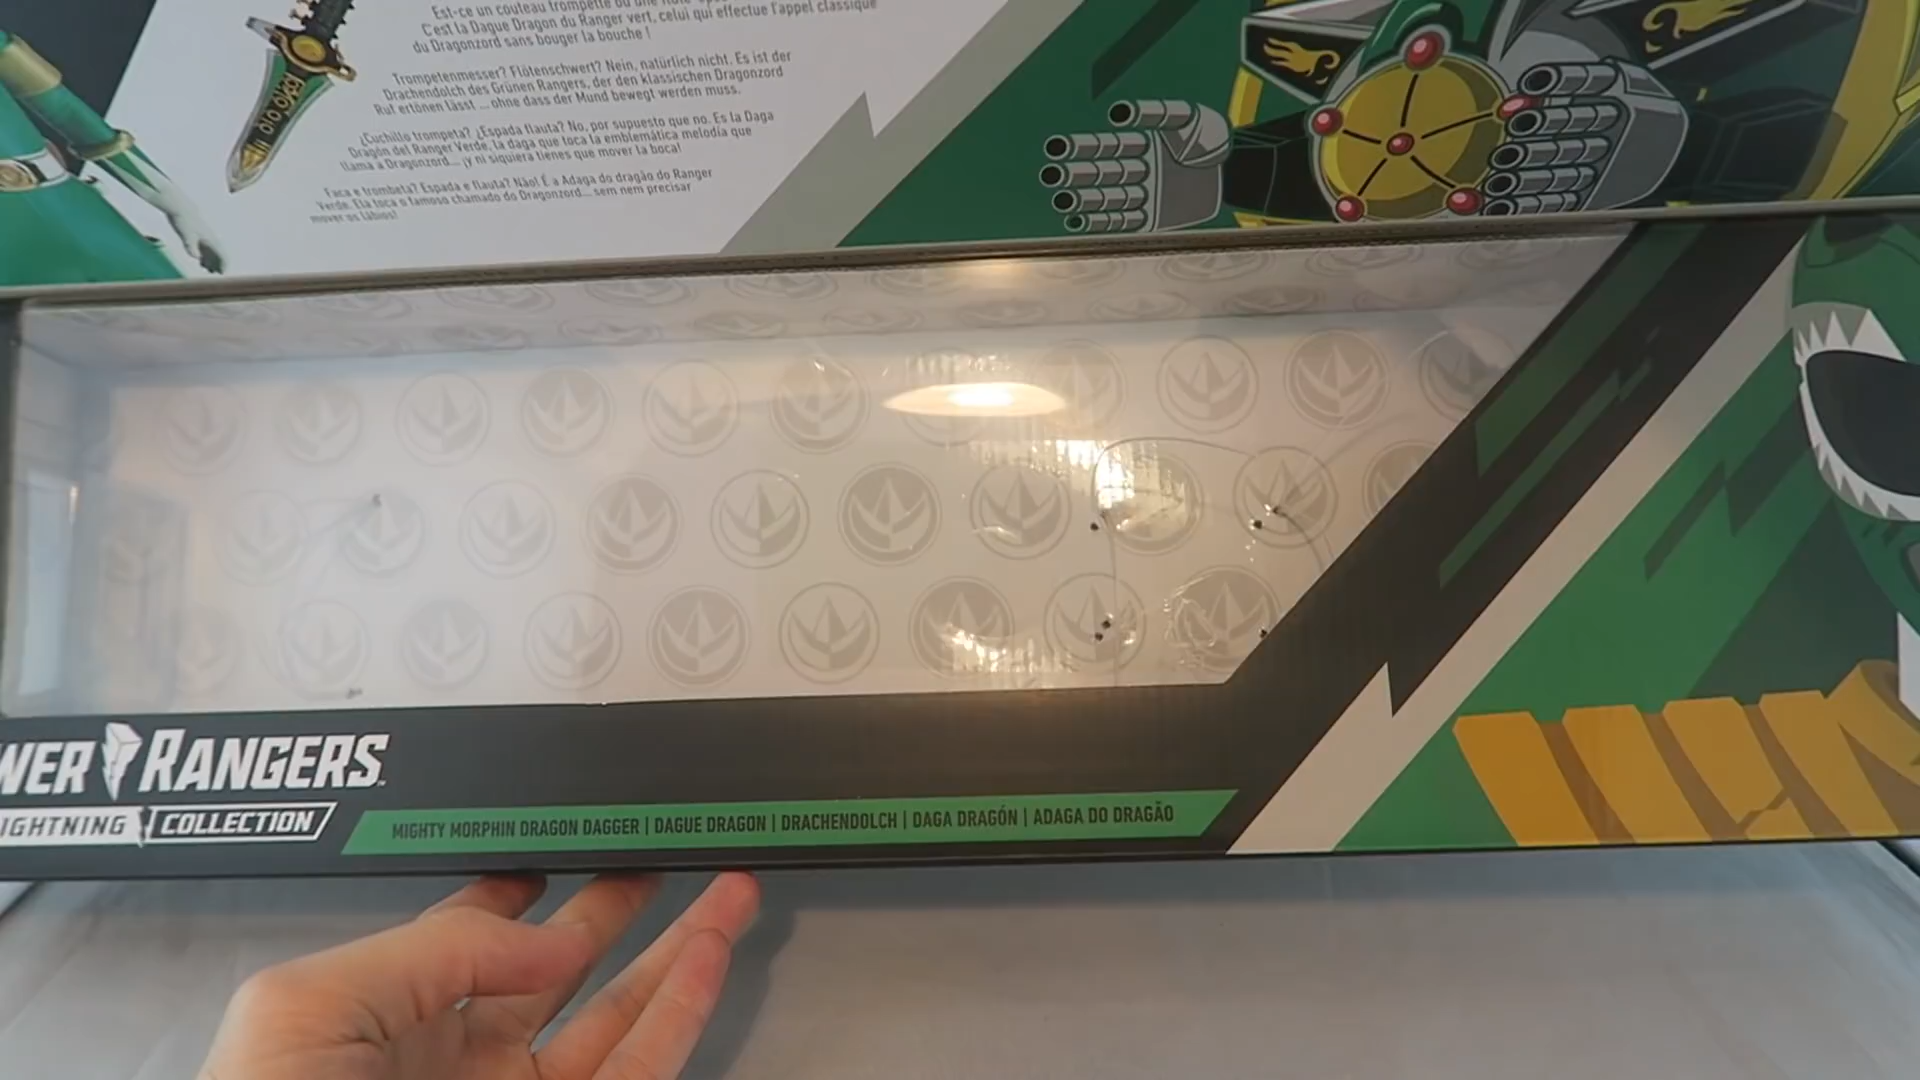 Est-ce un couteau trompette ou une flûte
C'est la Dague Dragon du Ranger vert, celui qui effectue l'appel classique
du Dragonzord sans bouger la bouche !
Trompetenmesser? Flötenschwert? Nein, natürlich nicht. Es ist der
Drachendolch des Grünen Rangers, der den klassischen Dragonzord
Ruf ertönen lässt ... ohne dass der Mund bewegt werden muss.
¿Cuchillo trompeta? ¿Espada flauta? No, por supuesto que no. Es la Daga
Dragón del Ranger Verde, la daga que toca la emblemática melodía que
llama a Dragonzord... ¡y ni siquiera tienes que mover la boca!
Faca e trombeta? Espada e flauta? Não! É a Adaga do dragão do Ranger
Verde. Ela toca o famoso chamado do Dragonzord... sem nem precisar
mover os lábios!
WER RANGERS
IGHTNING COLLECTION
MIGHTY MORPHIN DRAGON DAGGER | DAGUE DRAGON | DRACHENDOLCH | DAGA DRAGÓN | ADAGA DO DRAGÃO